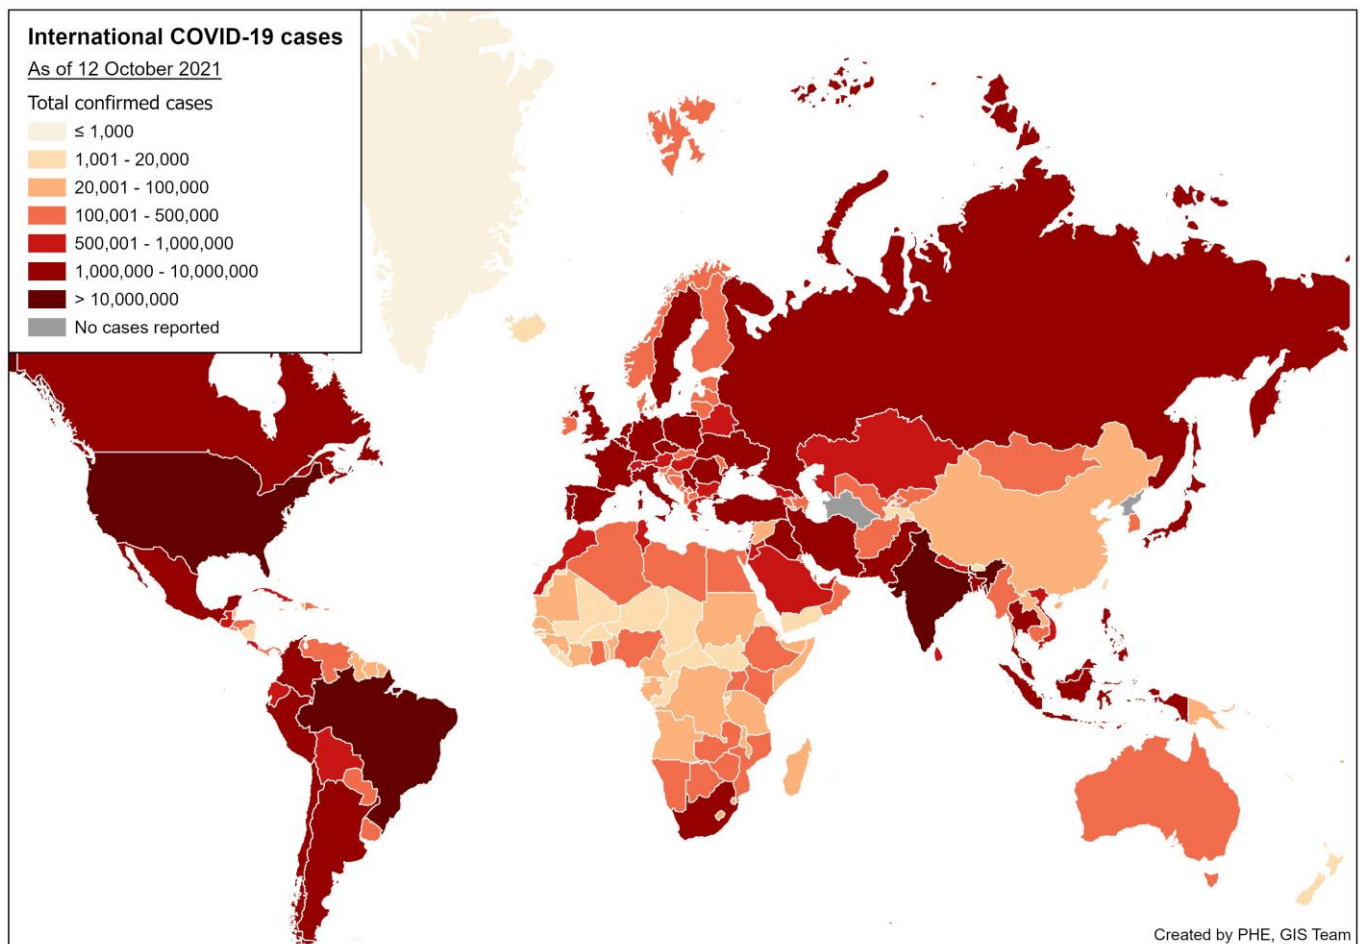 International COVID-19 cases
As of 12 October 2021
Total confirmed cases
≤ 1,000
1,001 - 20,000
20,001 - 100,000
100,001 - 500,000
500,001 - 1,000,000
1,000,000 - 10,000,000
> 10,000,000
No cases reported
Created by PHE, GIS Team